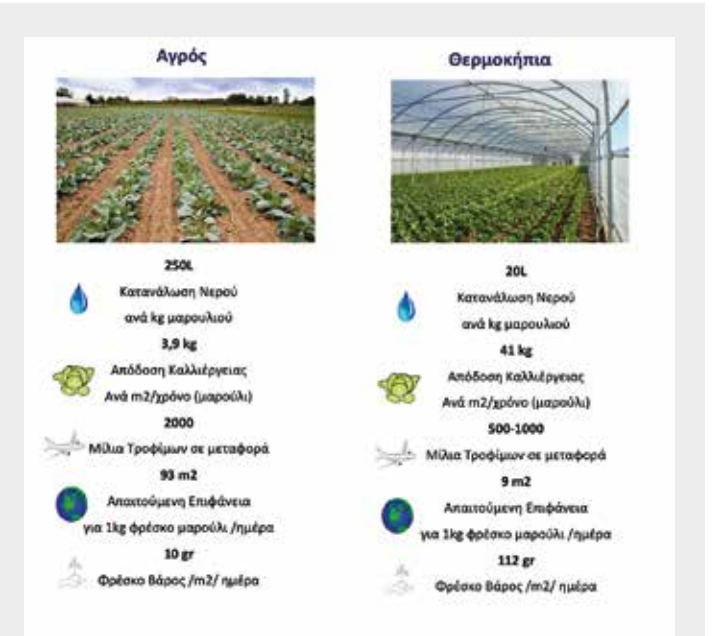 Αγρός
250L
Κατανάλωση Νερού
ανά kg μαρουλιού
3,9 kg
Απόδοση Καλλιέργειας
Ανά m2/χρόνο (μαρούλι)
2000
Μίλια Τροφίμων σε μεταφορά
93 m2
Απαιτούμενη Επιφάνεια
για 1kg φρέσκο μαρούλι /ημέρα
10 gr
Φρέσκο Βάρος /m2/ ημέρα
Θερμοκήπια
20L
Κατανάλωση Νερού
ανά kg μαρουλιού
41 kg
Απόδοση Καλλιέργειας
Ανά m2/χρόνο (μαρούλι)
500-1000
Μίλια Τροφίμων σε μεταφορά
9 m2
Απαιτούμενη Επιφάνεια
για 1kg φρέσκο μαρούλι /ημέρα
112 gr
Φρέσκο Βάρος /m2/ ημέρα